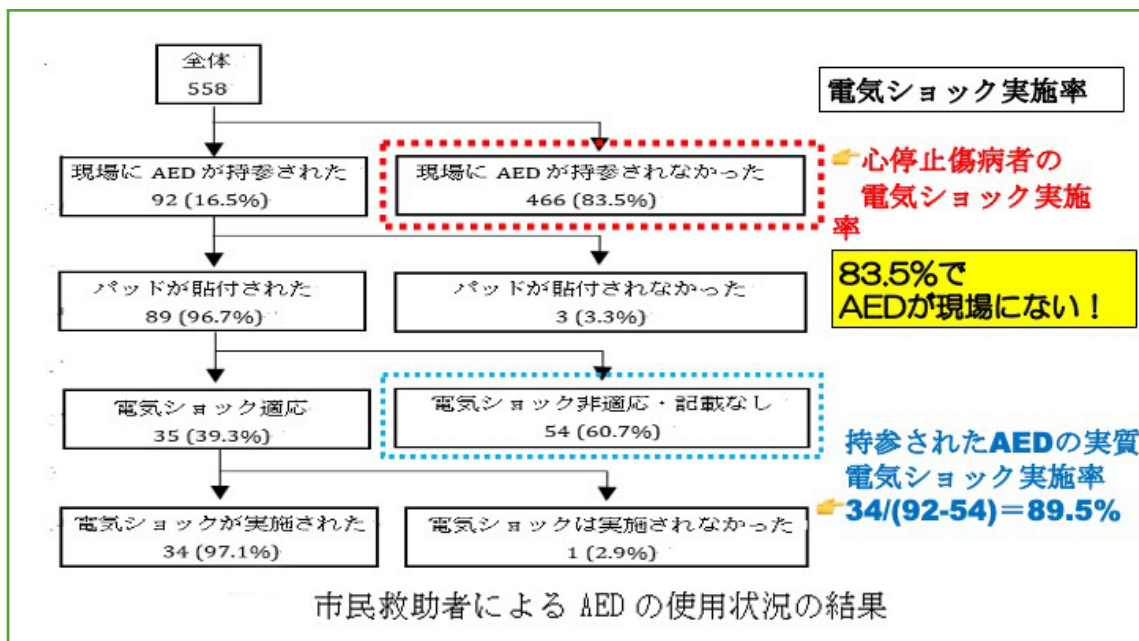 全体
558
現場に AED が持参された
92 (16.5%)
現場に AED が持参されなかった
466 (83.5%)
パッドが貼付された
89 (96.7%)
パッドが貼付されなかった
3 (3.3%)
電気ショック適応
35 (39.3%)
電気ショック非適応・記載なし
54 (60.7%)
電気ショックが実施された
34 (97.1%)
電気ショックは実施されなかった
1 (2.9%)
電気ショック実施率
👉心停止傷病者の
電気ショック実施
率
83.5%で
AEDが現場にない！
持参されたAEDの実質
電気ショック実施率
👉34/(92-54)＝89.5%
市民救助者による AED の使用状況の結果